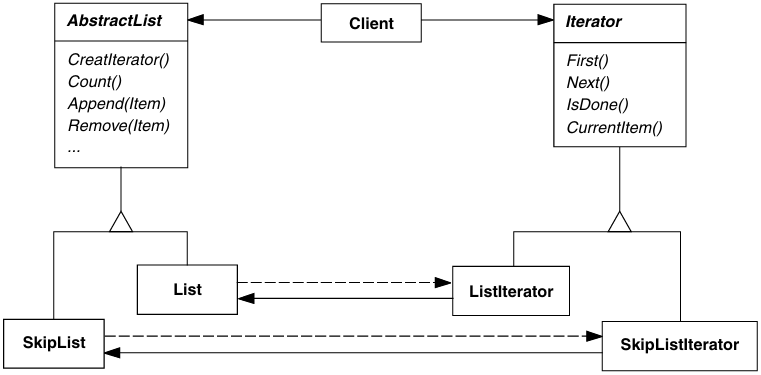 AbstractList
CreatIterator()
Count()
Append(Item)
Remove(Item)
...
Client
Iterator
First()
Next()
IsDone()
CurrentItem()
List
ListIterator
SkipList
SkipListIterator